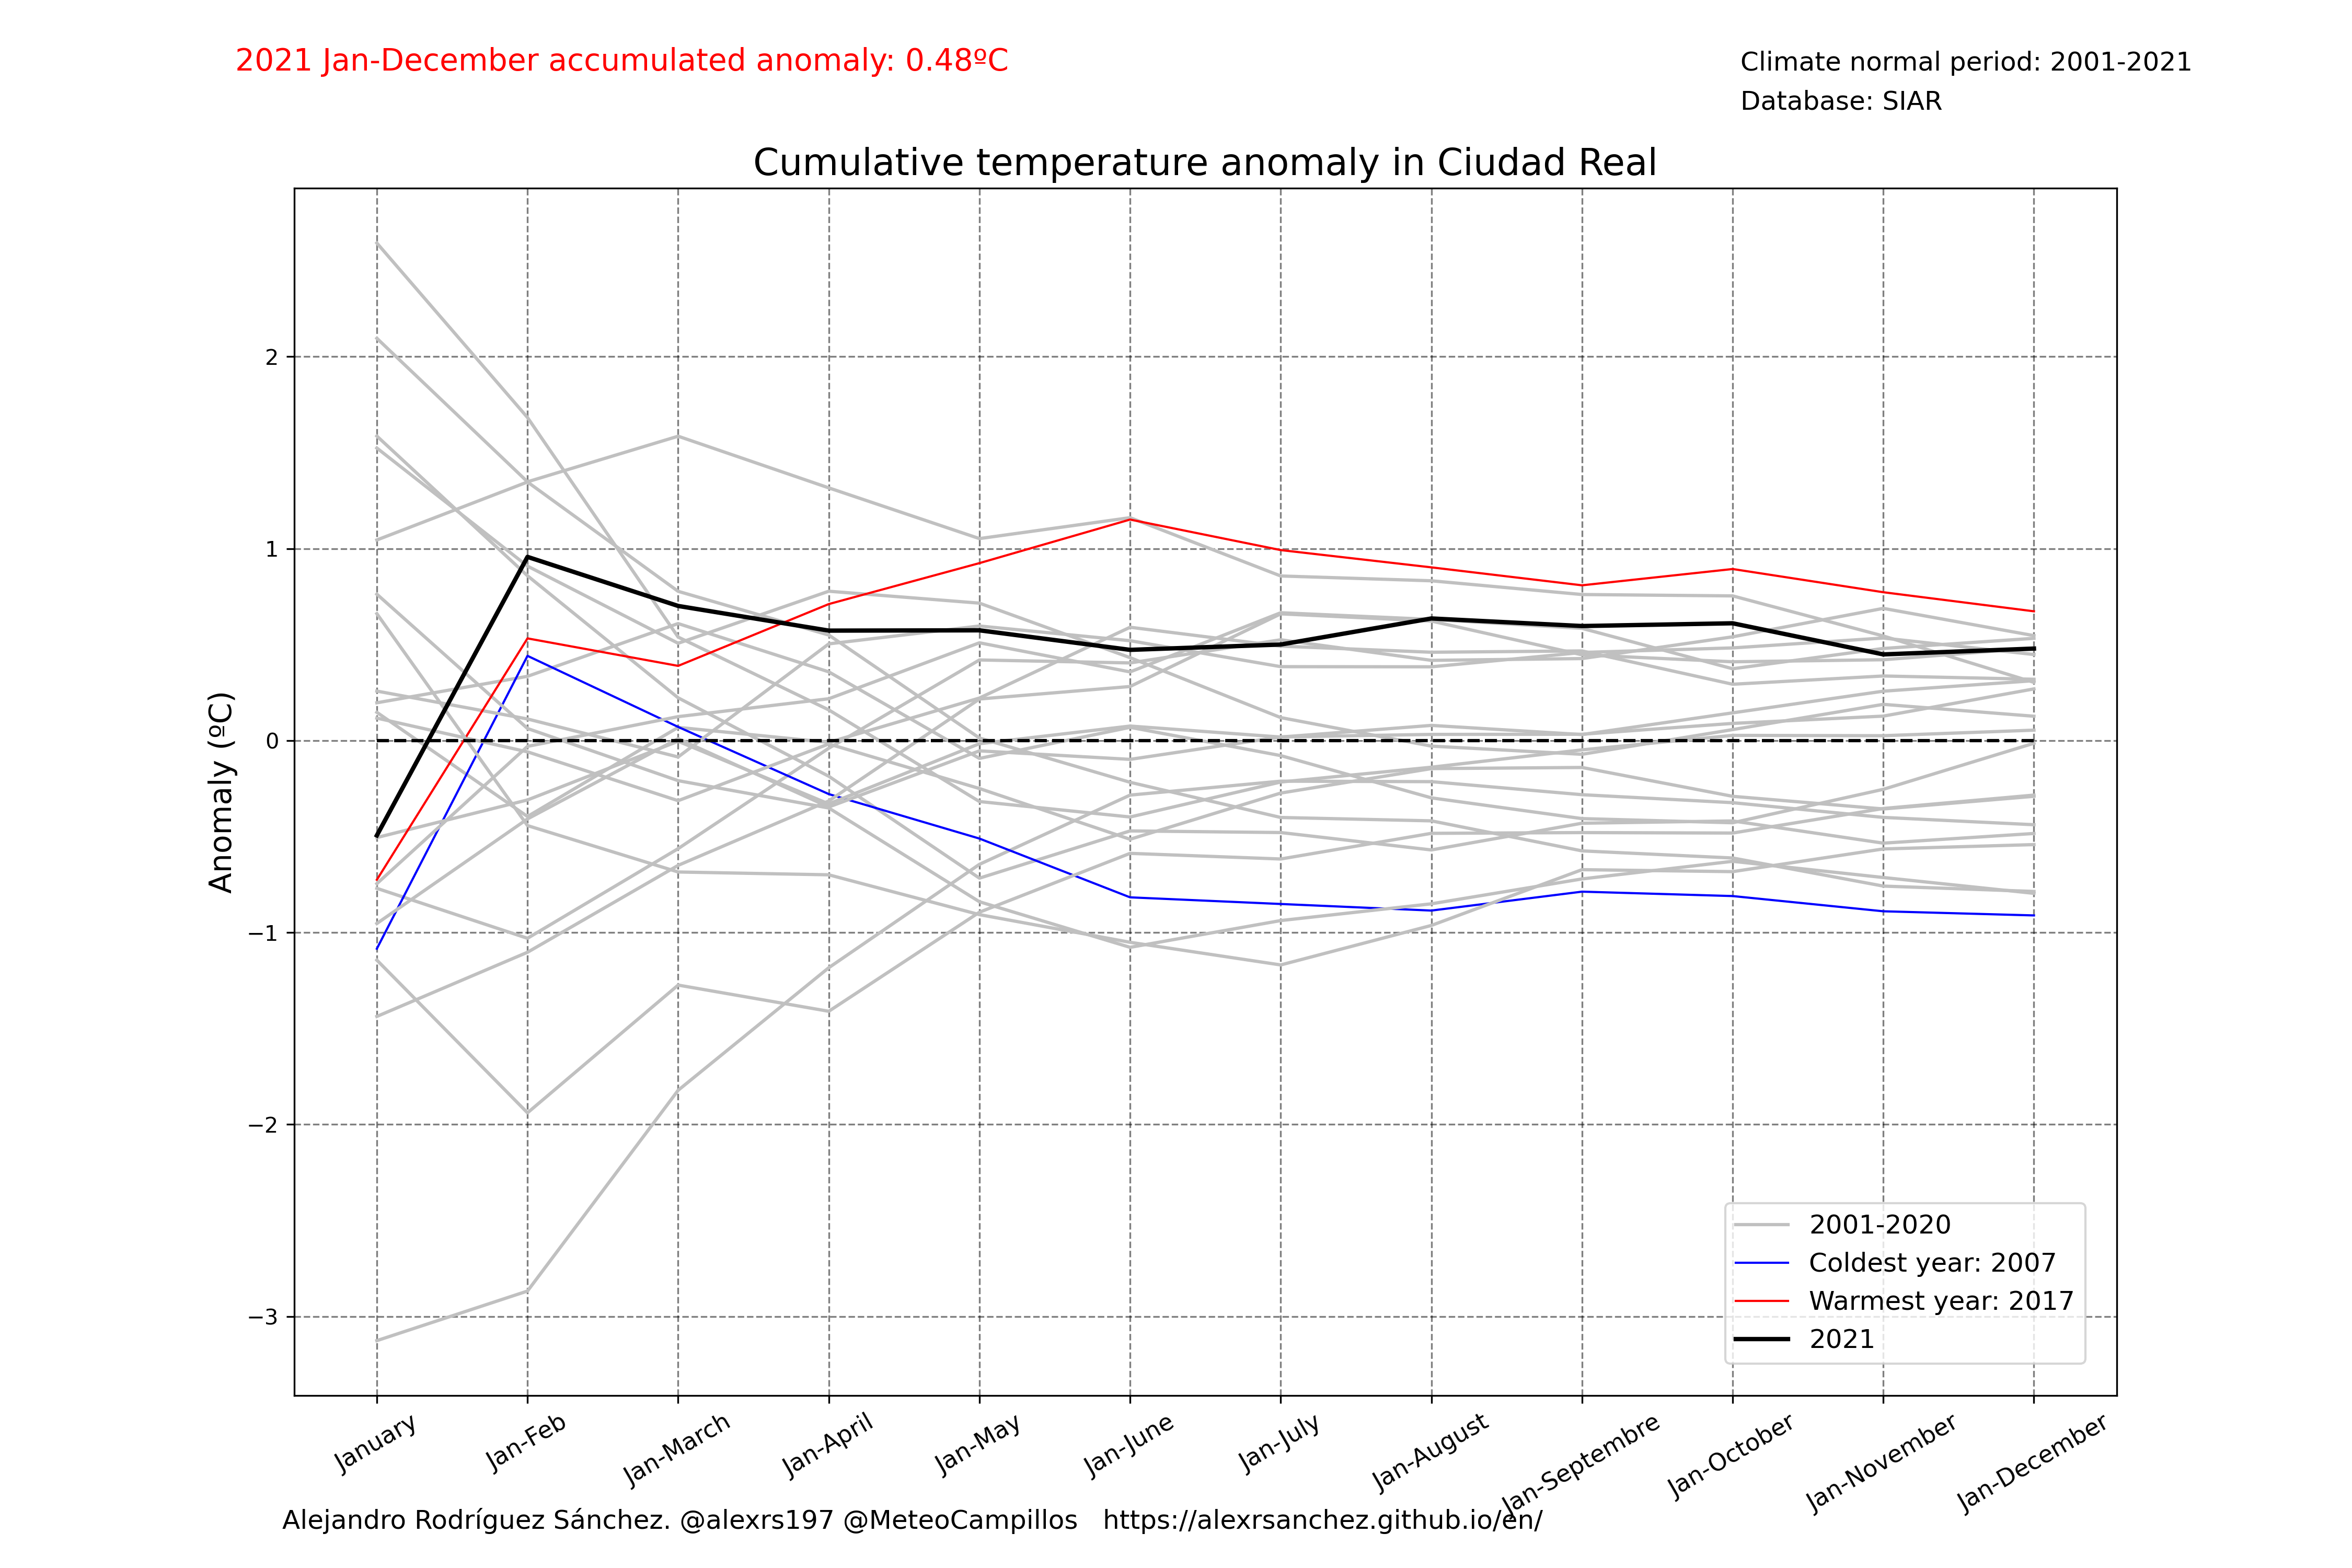 2021 Jan-December accumulated anomaly: 0.48ºC
Climate normal period: 2001-2021
Database: SIAR
Cumulative temperature anomaly in Ciudad Real
Anomaly (ºC)
2
1
0
−1
−2
−3
2001-2020
Coldest year: 2007
Warmest year: 2017
2021
January
Jan-Feb
Jan-March
Jan-April
Jan-May
Jan-June
Jan-July
Jan-August
Jan-Septembre
Jan-October
Jan-November
Jan-December
Alejandro Rodríguez Sánchez. @alexrs197 @MeteoCampillos https://alexrsanchez.github.io/en/